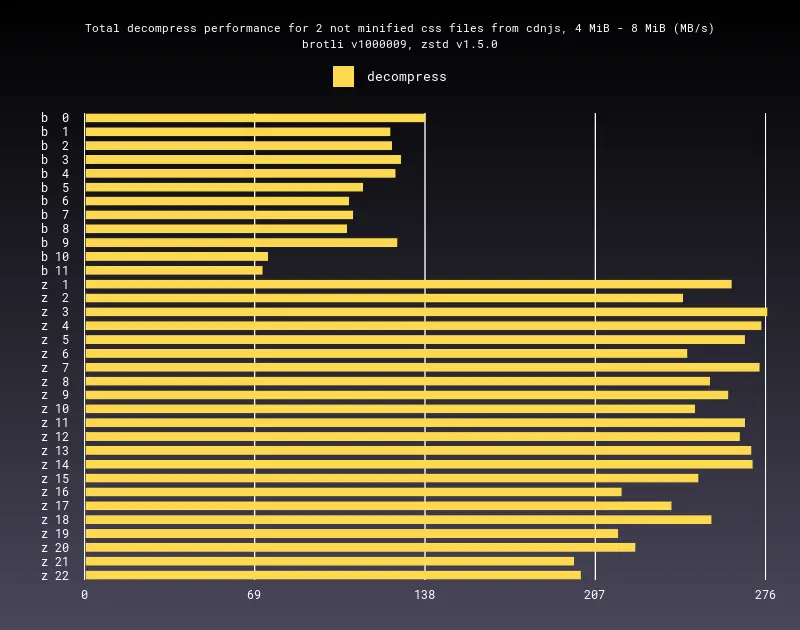 Total decompress performance for 2 not minified css files from cdnjs, 4 MiB - 8 MiB (MB/s)
brotli v1000009, zstd v1.5.0
decompress
b 0
b 1
b 2
b 3
b 4
b 5
b 6
b 7
b 8
b 9
b 10
b 11
z 1
z 2
z 3
z 4
z 5
z 6
z 7
z 8
z 9
z 10
z 11
z 12
z 13
z 14
z 15
z 16
z 17
z 18
z 19
z 20
z 21
z 22
0 69 138 207 276